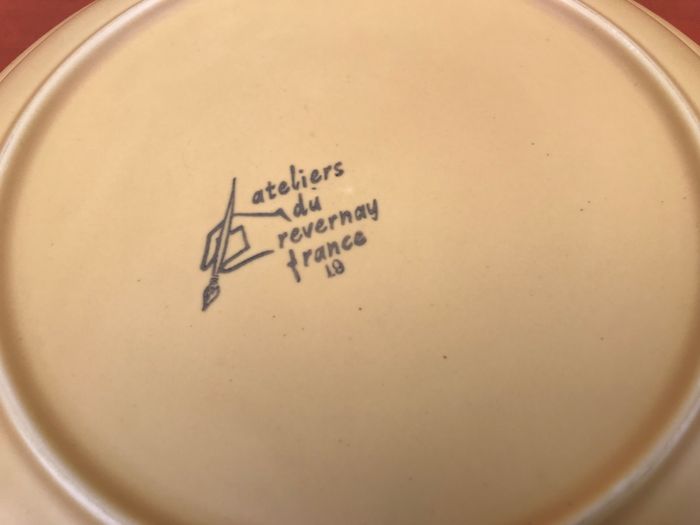 ateliers
du
revernay
france
19